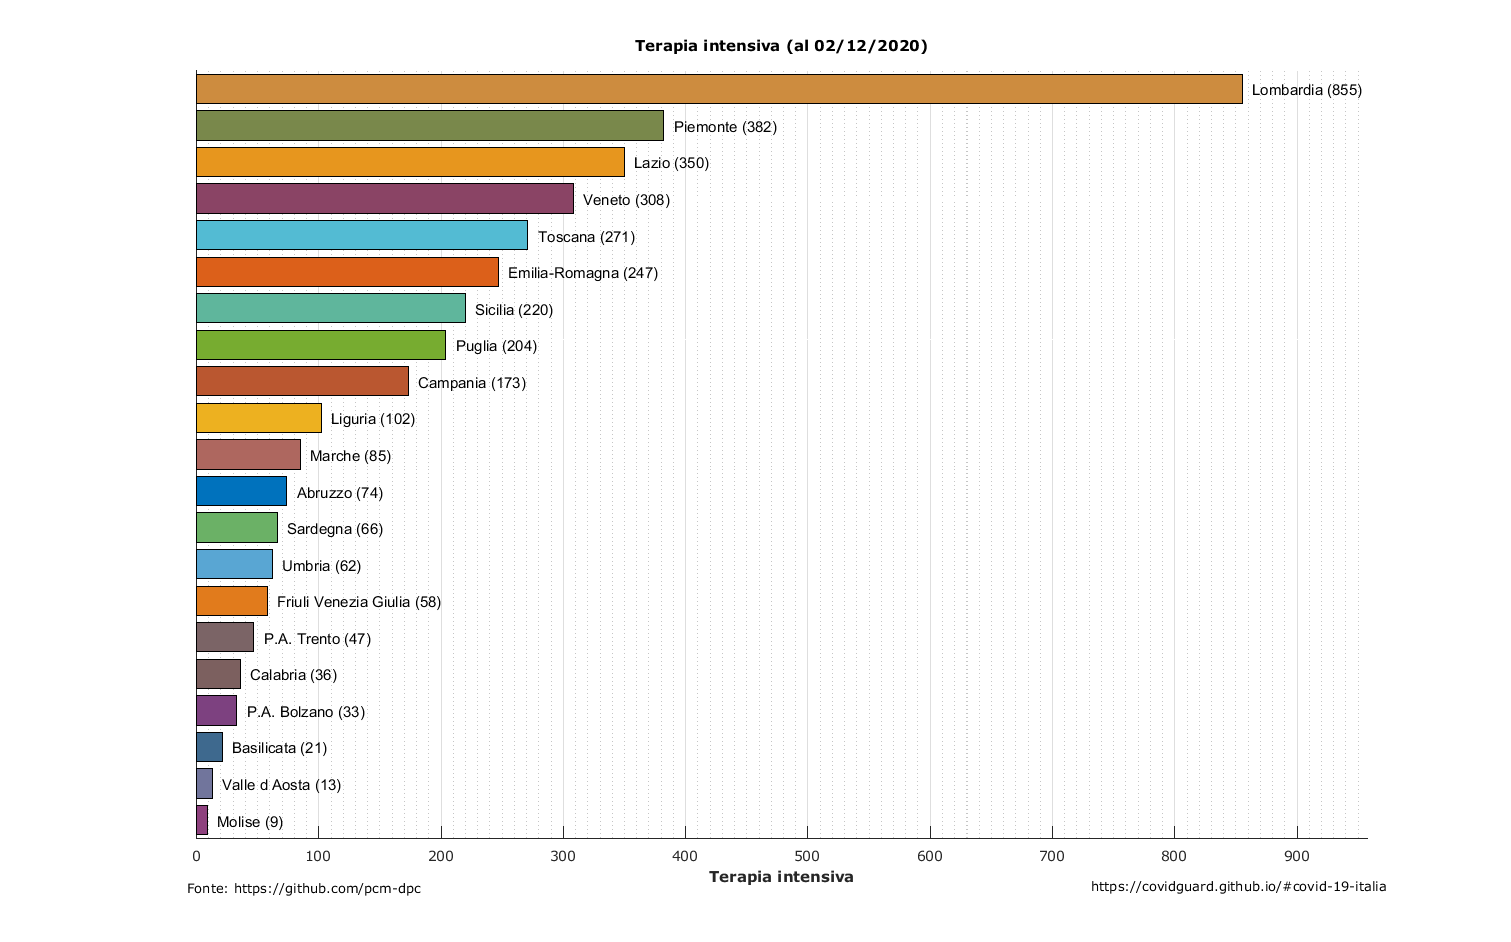 Terapia intensiva (al 02/12/2020)
Lombardia (855)
Piemonte (382)
Lazio (350)
Veneto (308)
Toscana (271)
Emilia-Romagna (247)
Sicilia (220)
Puglia (204)
Campania (173)
Liguria (102)
Marche (85)
Abruzzo (74)
Sardegna (66)
Umbria (62)
Friuli Venezia Giulia (58)
P.A. Trento (47)
Calabria (36)
P.A. Bolzano (33)
Basilicata (21)
Valle d Aosta (13)
Molise (9)
0 100 200 300 400 500 600 700 800 900
Terapia intensiva
Fonte: https://github.com/pcm-dpc
https://covidguard.github.io/#covid-19-italia